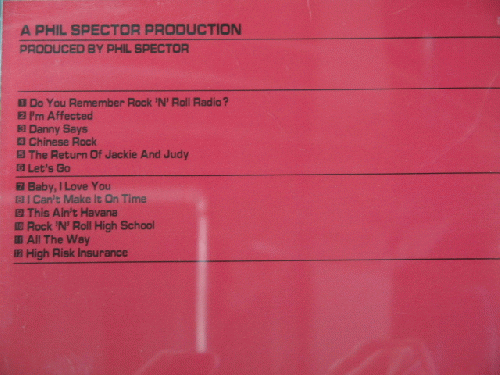 A PHIL SPECTOR PRODUCTION
PRODUCED BY PHIL SPECTOR
1 Do You Remember Rock 'N' Roll Radio?
2 I'm Affected
3 Danny Says
4 Chinese Rock
5 The Return Of Jackie And Judy
6 Let's Go
7 Baby, I Love You
8 I Can't Make It On Time
9 This Ain't Havana
10 Rock 'N' Roll High School
11 All The Way
12 High Risk Insurance